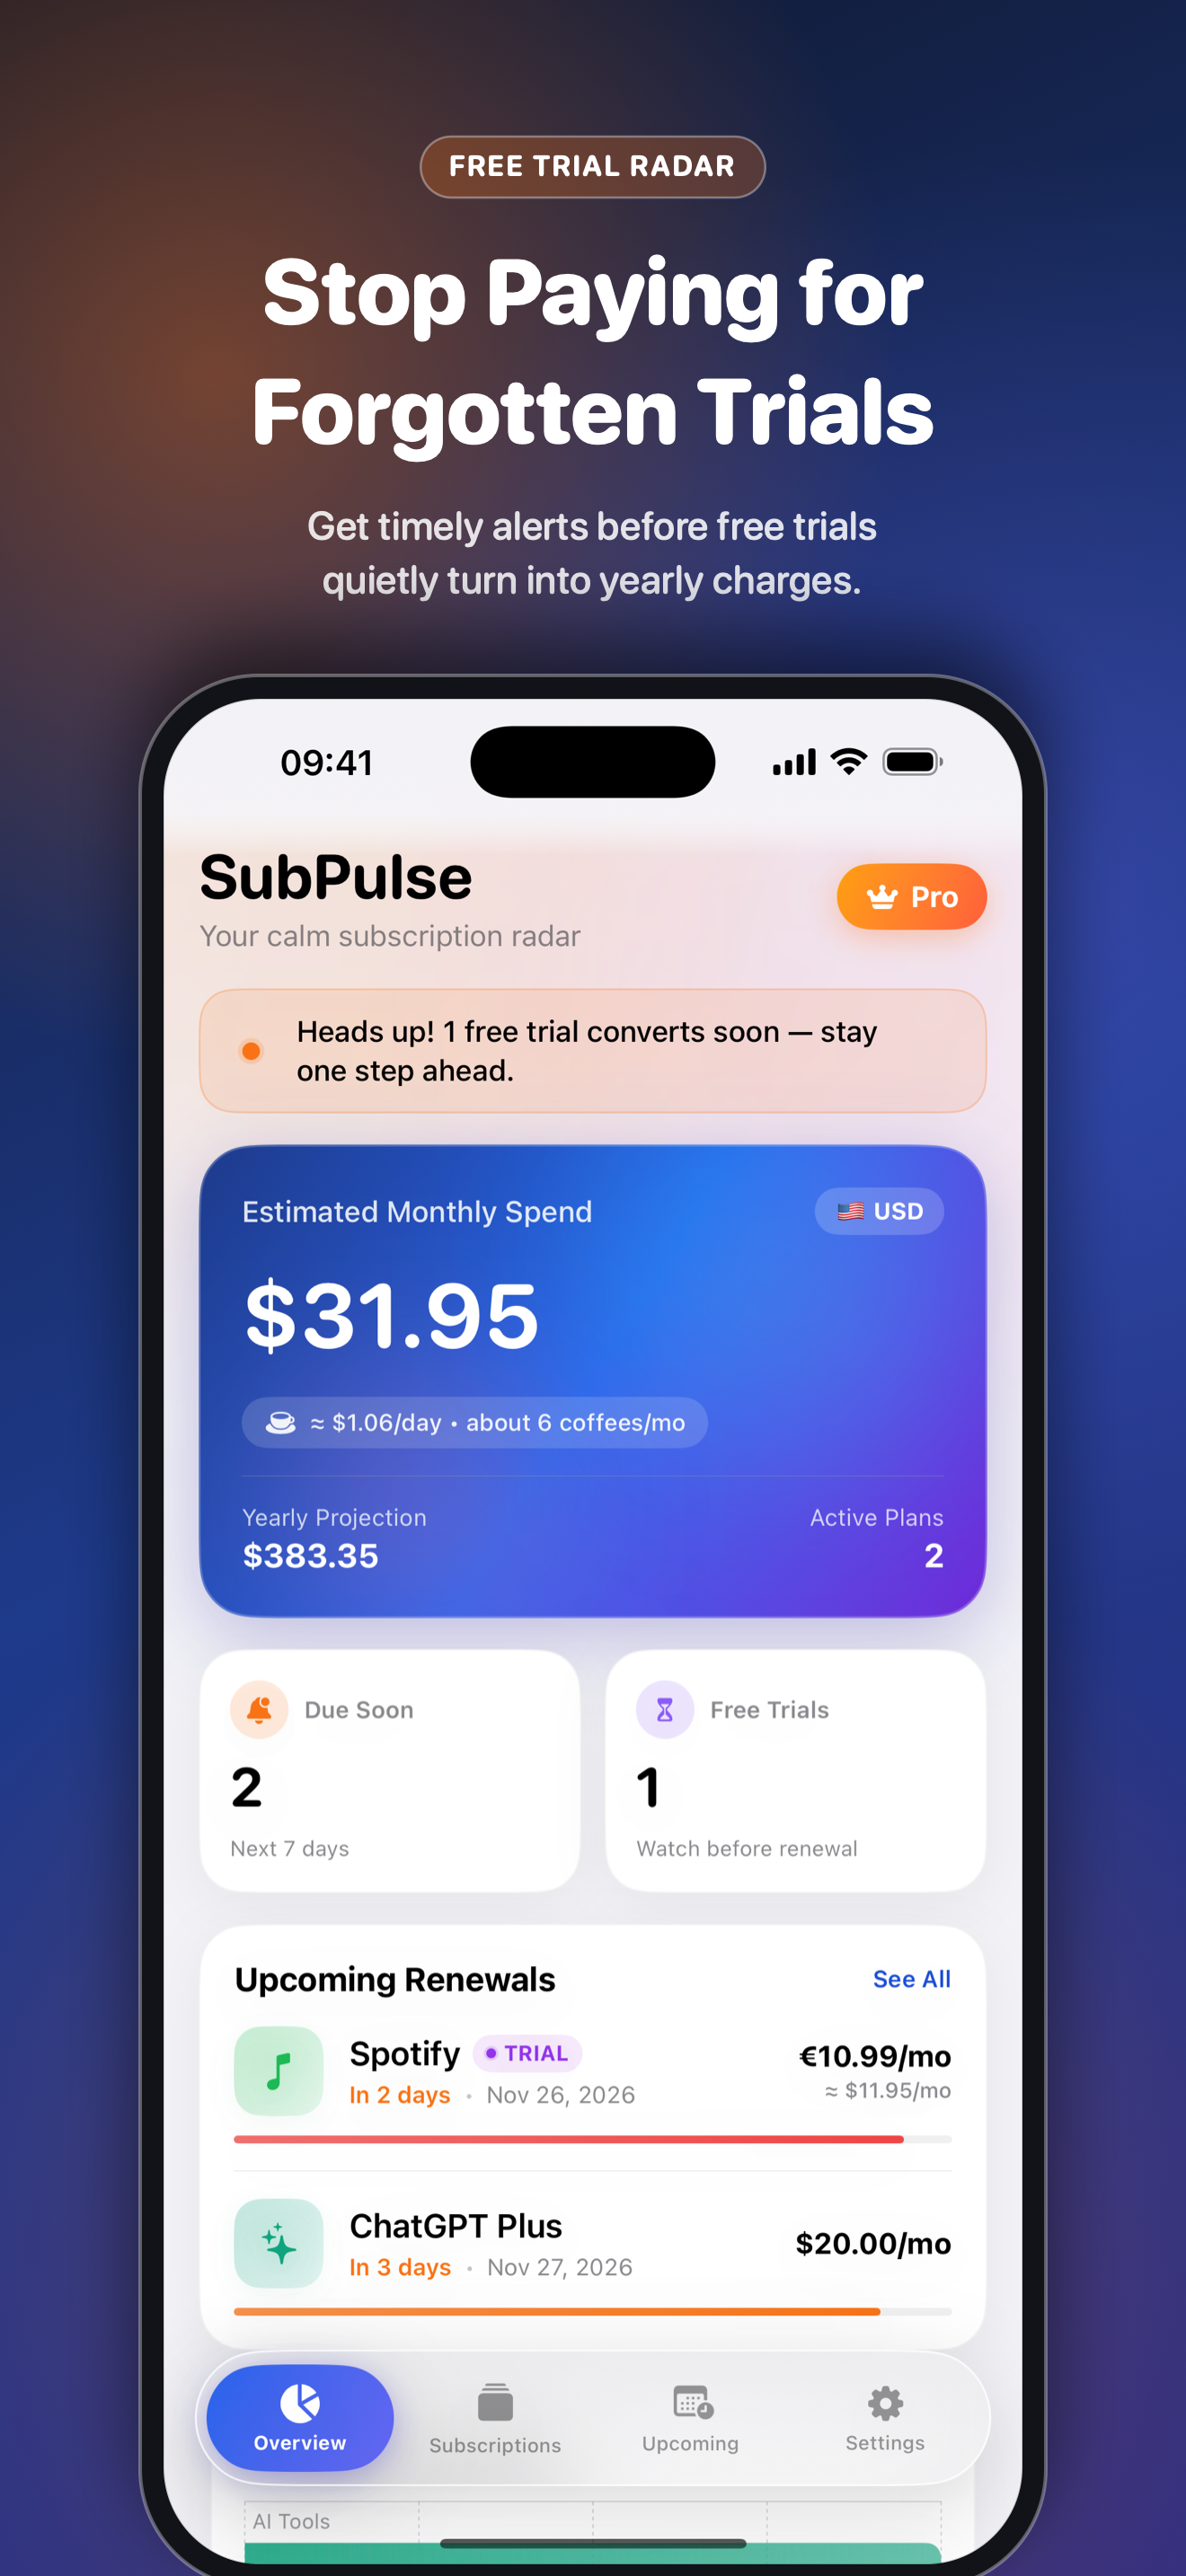 FREE TRIAL RADAR
Stop Paying for
Forgotten Trials
Get timely alerts before free trials
quietly turn into yearly charges.
09:41
SubPulse
Your calm subscription radar
Pro
Heads up! 1 free trial converts soon — stay
one step ahead.
Estimated Monthly Spend
🇺🇸 USD
$31.95
≈ $1.06/day • about 6 coffees/mo
Yearly Projection
Active Plans
$383.35
2
Due Soon
2
Next 7 days
Free Trials
1
Watch before renewal
Upcoming Renewals
See All
Spotify
TRIAL
€10.99/mo
In 2 days • Nov 26, 2026
≈ $11.95/mo
ChatGPT Plus
$20.00/mo
In 3 days • Nov 27, 2026
Overview
Subscriptions
Upcoming
Settings
AI Tools